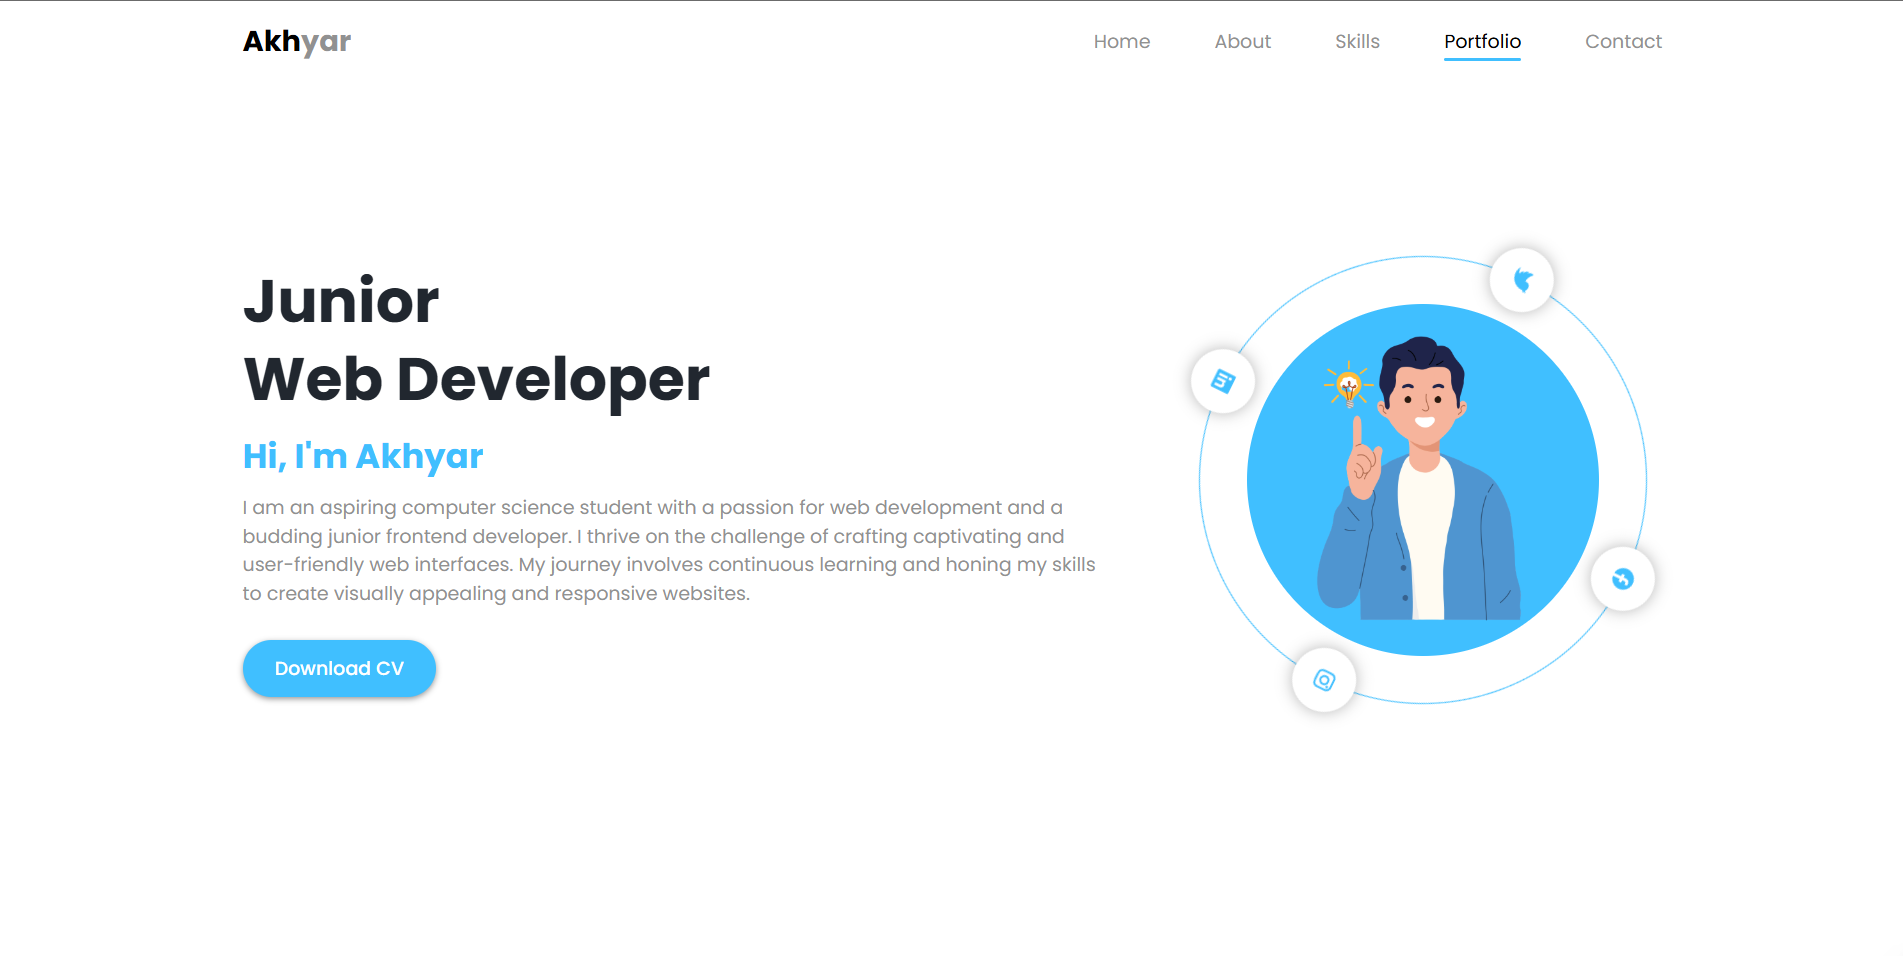 Akhyar
Home About Skills Portfolio Contact
Junior
Web Developer
Hi, I'm Akhyar
I am an aspiring computer science student with a passion for web development and a
budding junior frontend developer. I thrive on the challenge of crafting captivating and
user-friendly web interfaces. My journey involves continuous learning and honing my skills
to create visually appealing and responsive websites.
Download CV